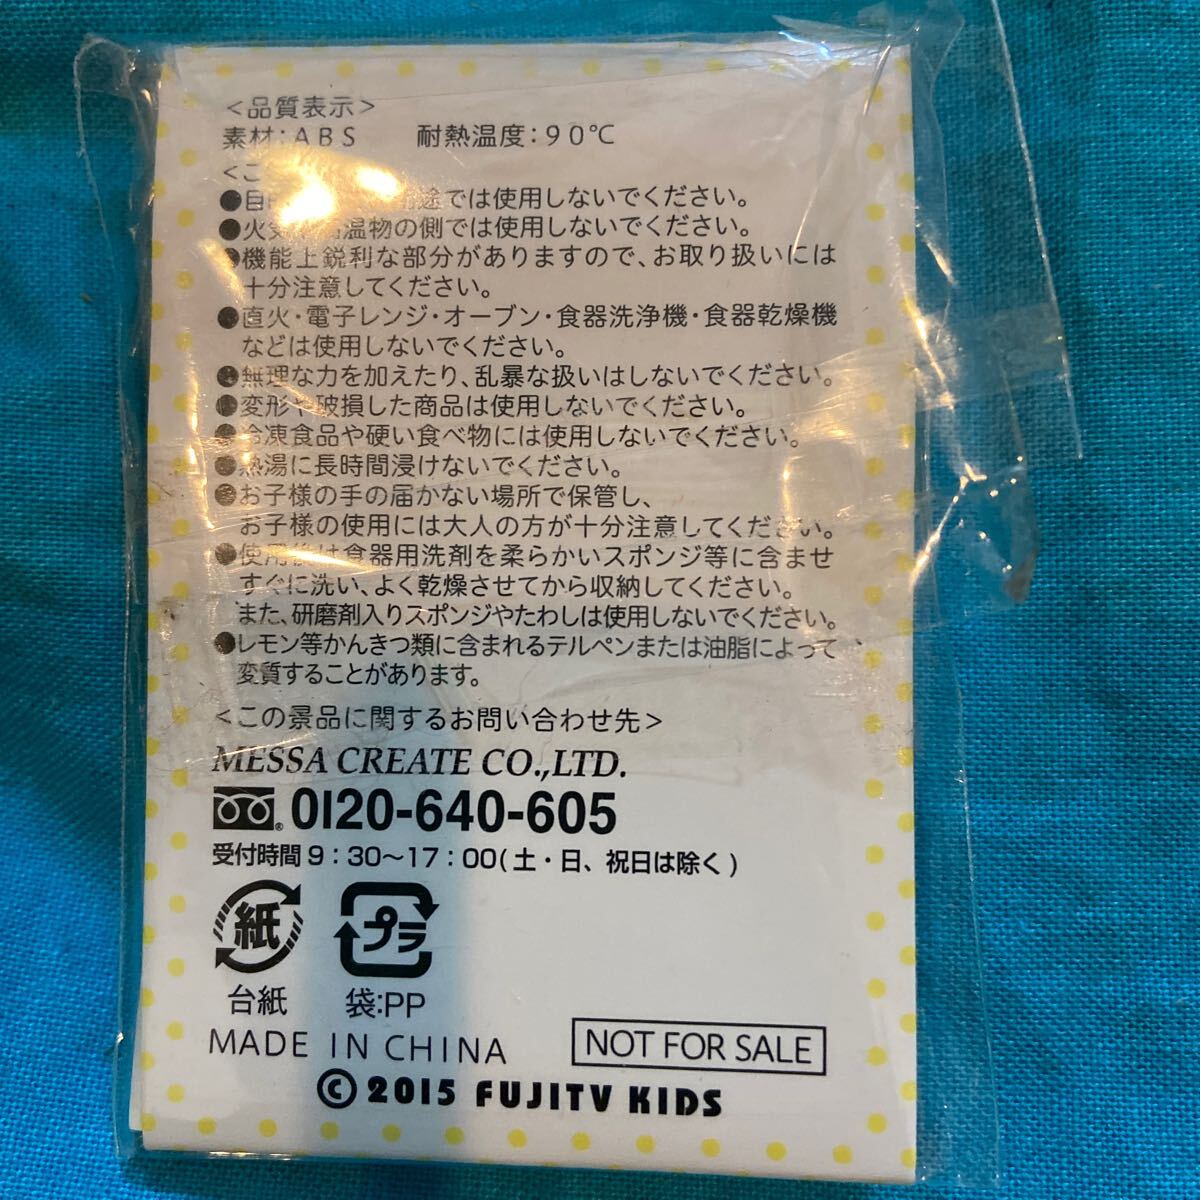 <品質表示>
素材:ABS 耐熱温度:90℃
<こ
●目 途では使用しないでください。
●火気 温物の側では使用しないでください。
●機能上鋭利な部分がありますので、お取り扱いには
十分注意してください。
●直火・電子レンジ・オーブン・食器洗浄機・食器乾燥機
などは使用しないでください。
●無理な力を加えたり、乱暴な扱いはしないでください。
●変形や破損した商品は使用しないでください。
●冷凍食品や硬い食べ物には使用しないでください。
●熱湯に長時間浸けないでください。
●お子様の手の届かない場所で保管し、
お子様の使用には大人の方が十分注意してください。
●使用後は食器用洗剤を柔らかいスポンジ等に含ませ
すぐに洗い、よく乾燥させてから収納してください。
また、研磨剤入りスポンジやたわしは使用しないでください。
●レモン等かんきつ類に含まれるテルペンまたは油脂によって
変質することがあります。
<この景品に関するお問い合わせ先>
MESSA CREATE CO.,LTD.
0120-640-605
受付時間 9:30〜17:00(土・日、祝日は除く)
紙 プラ
台紙 袋:PP
MADE IN CHINA NOT FOR SALE
© 2015 FUJITV KIDS